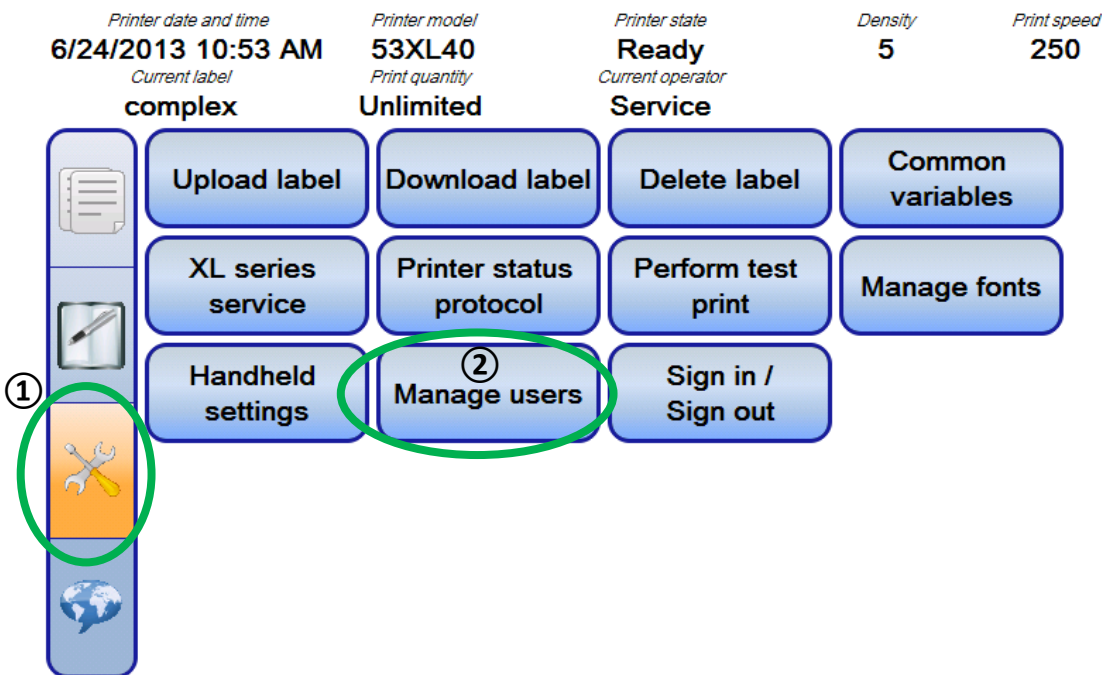 Printer date and time Printer model Printer state Density Print speed
6/24/2013 10:53 AM 53XL40 Ready 5 250
Current label Print quantity Current operator
complex Unlimited Service
Upload label Download label Delete label Common
variables
XL series
service
Printer status
protocol
Perform test
print
Manage fonts
①
Handheld
settings
②
Manage users
Sign in /
Sign out